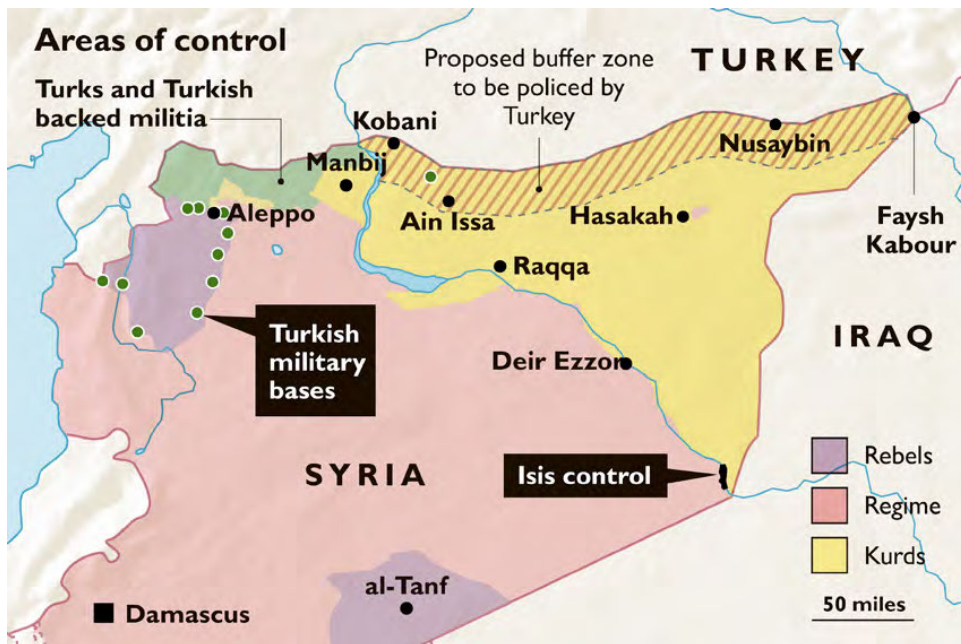 Areas of control
Turks and Turkish
backed militia
Proposed buffer zone
to be policed by
Turkey
TURKEY
Kobani
Manbij
Nusaybin
Aleppo
Ain Issa
Hasakah
Faysh
Kabour
Raqqa
Turkish
military
bases
IRAQ
Deir Ezzor
SYRIA
Isis control
Rebels
Regime
Kurds
al-Tanf
Damascus
50 miles